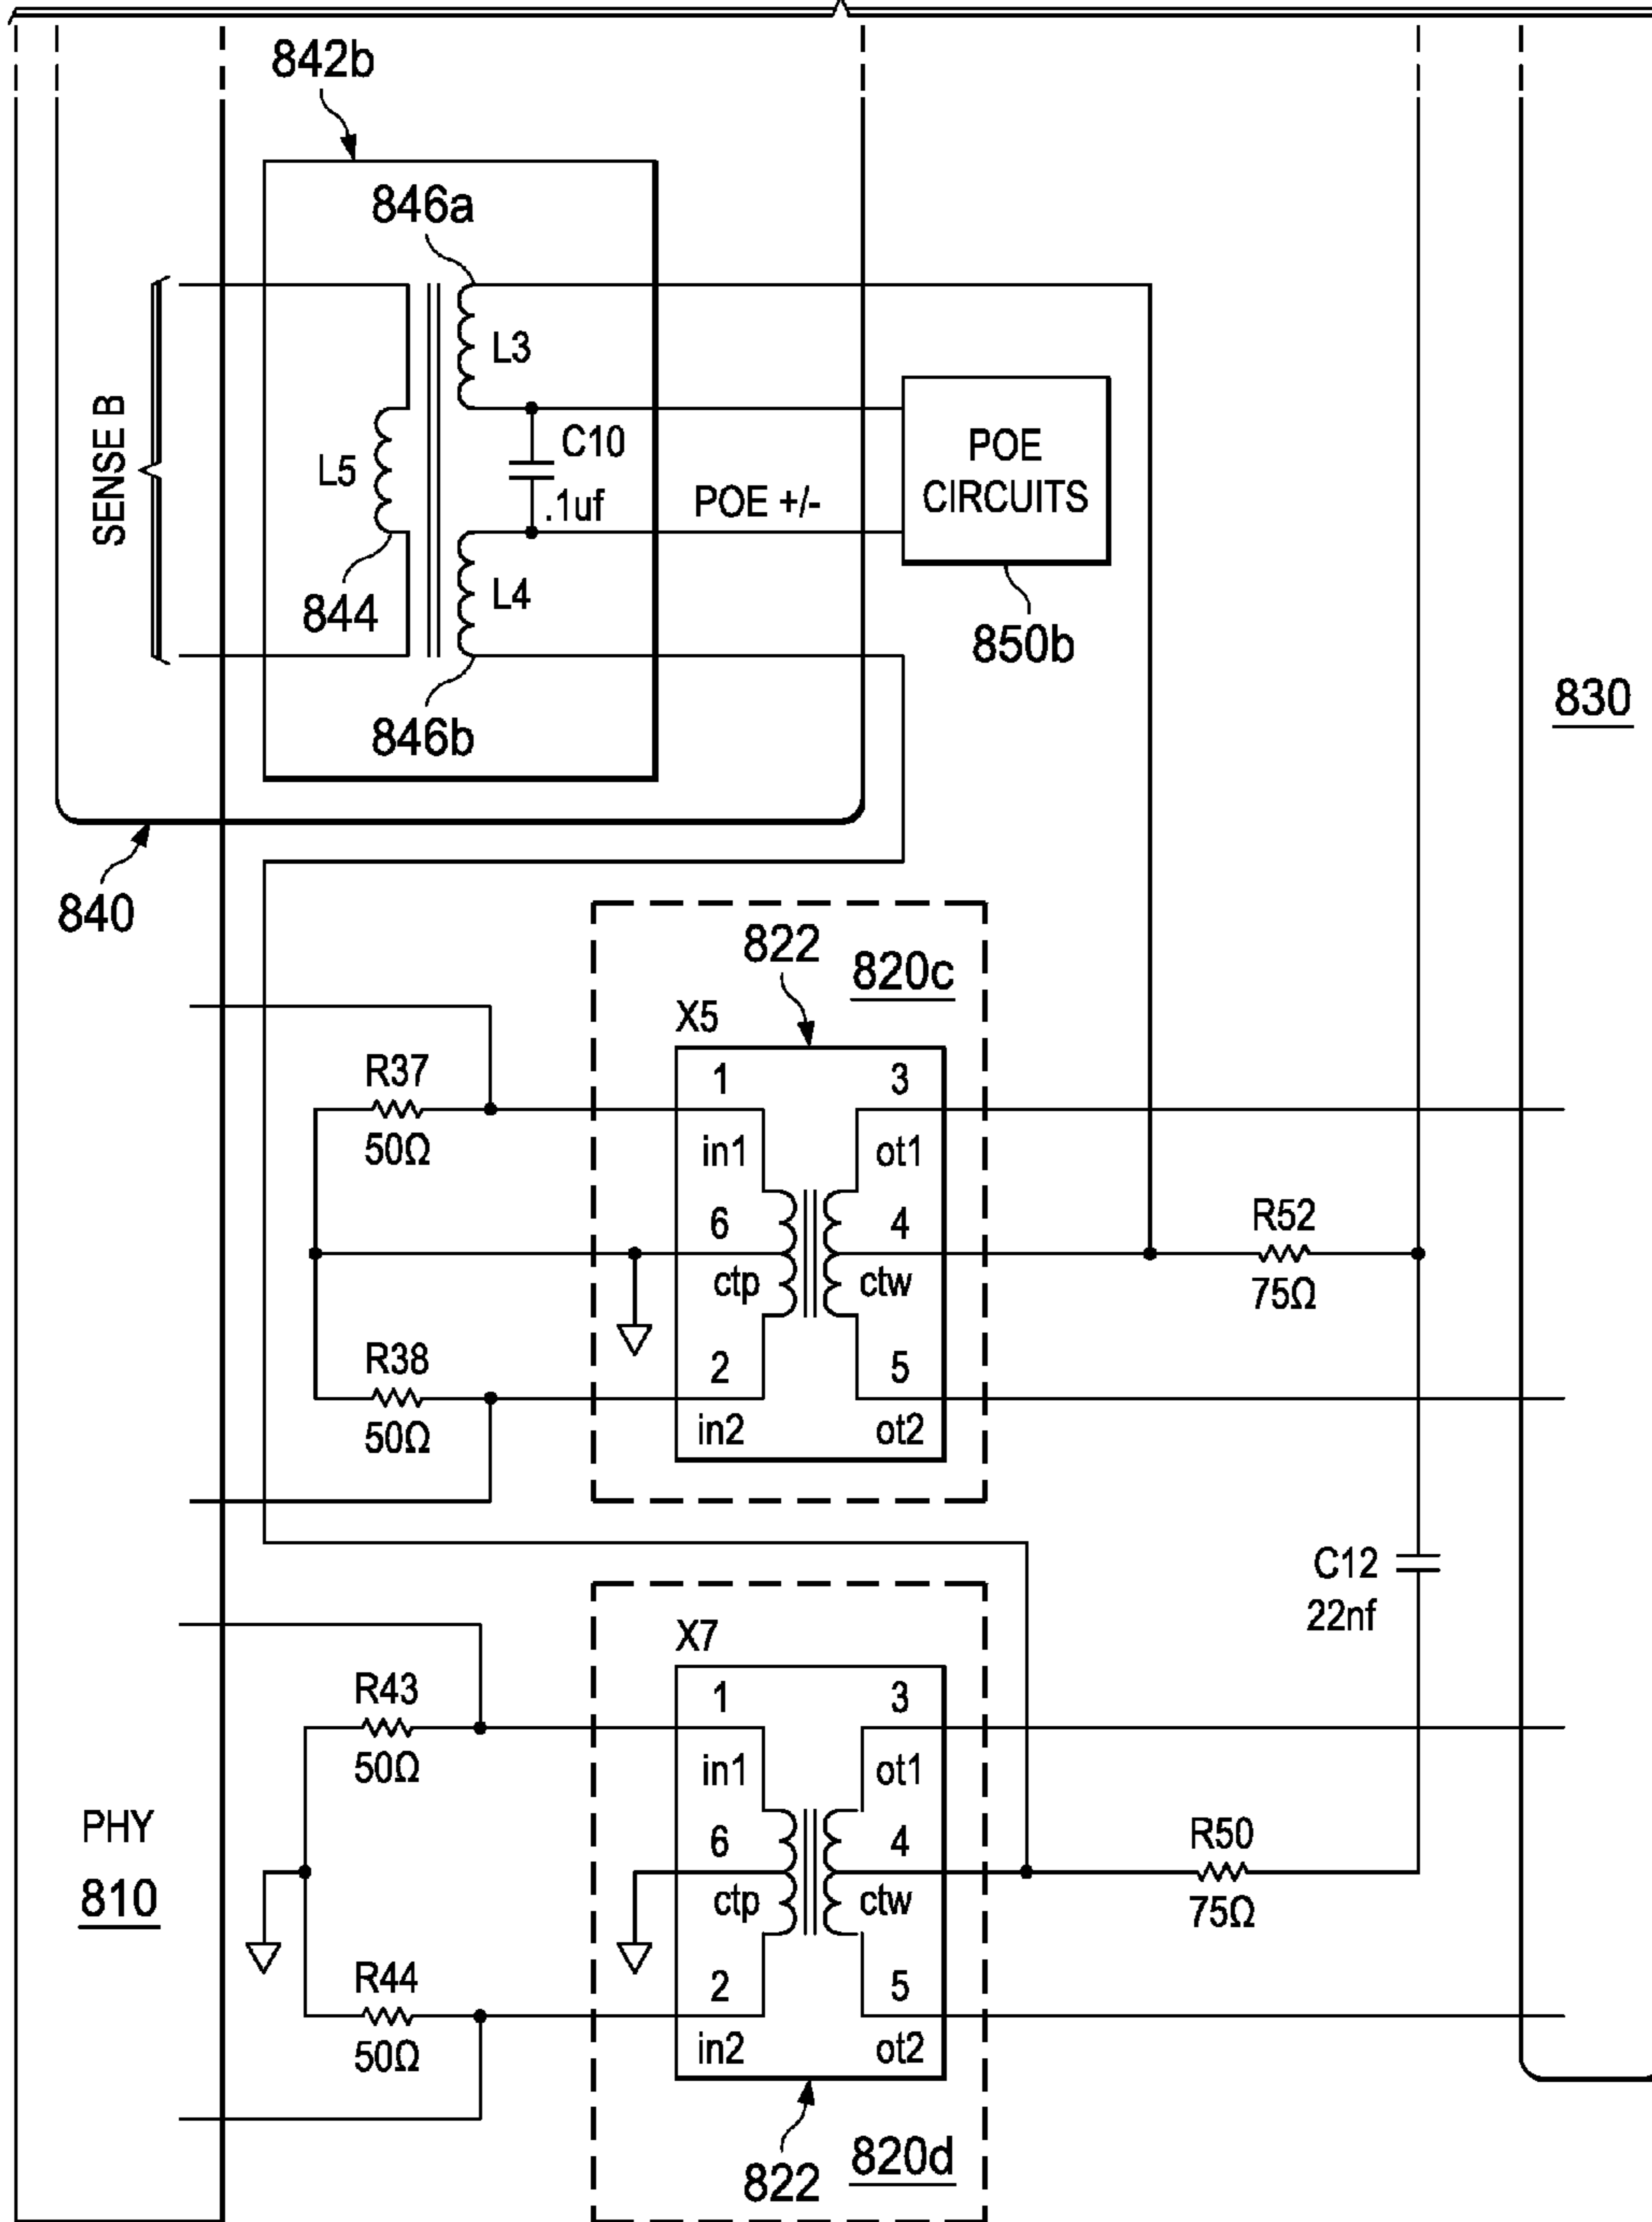 842b
846a
L3
SENSE B
L5
C10
.1uf
POE +/-
POE
CIRCUITS
844
L4
850b
846b
830
840
822
820c
X5
R37
50Ω
1
in1
3
ot1
6
ctp
4
ctw
R52
75Ω
R38
50Ω
2
in2
5
ot2
C12
22nf
X7
R43
50Ω
1
in1
3
ot1
PHY
810
6
ctp
4
ctw
R50
75Ω
R44
50Ω
2
in2
5
ot2
822
820d